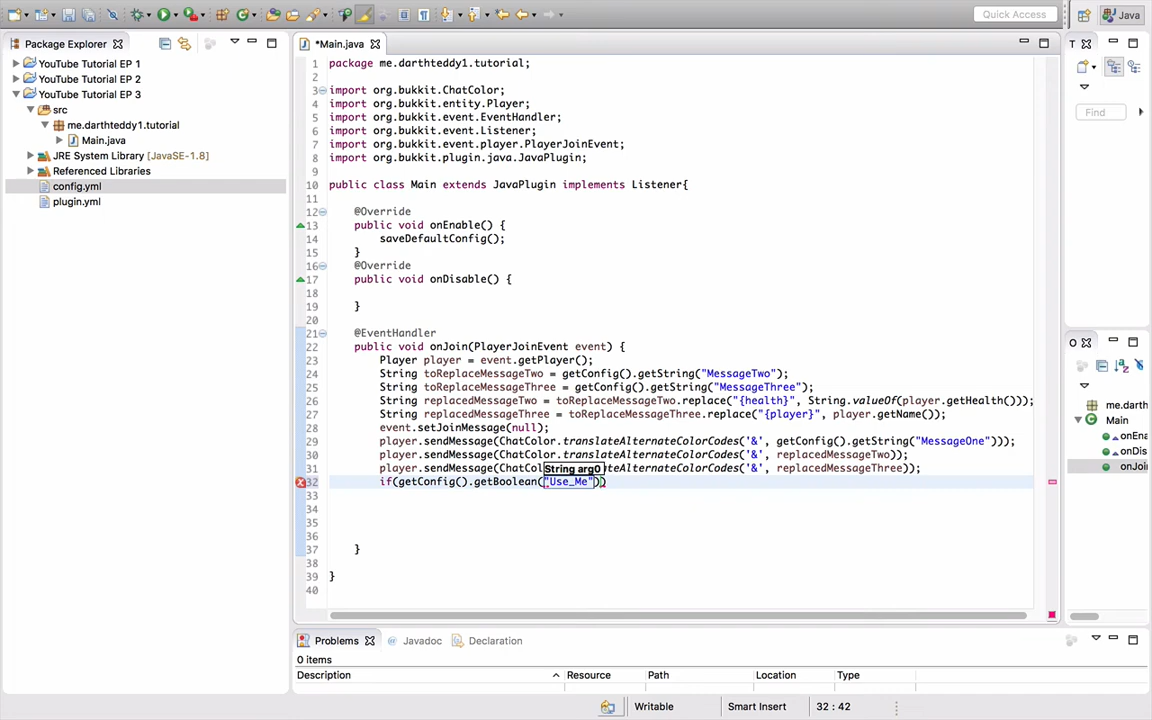 Quick Access
Java
Package Explorer
YouTube Tutorial EP 1
YouTube Tutorial EP 2
YouTube Tutorial EP 3
src
me.darthteddy1.tutorial
Main.java
JRE System Library [JavaSE-1.8]
Referenced Libraries
config.yml
plugin.yml
*Main.java
1 package me.darthteddy1.tutorial;
2
3 import org.bukkit.ChatColor;
4 import org.bukkit.entity.Player;
5 import org.bukkit.event.EventHandler;
6 import org.bukkit.event.Listener;
7 import org.bukkit.event.player.PlayerJoinEvent;
8 import org.bukkit.plugin.java.JavaPlugin;
9
10 public class Main extends JavaPlugin implements Listener{
11
12 @Override
13 public void onEnable() {
14 saveDefaultConfig();
15 }
16 @Override
17 public void onDisable() {
18
19 }
20
21 @EventHandler
22 public void onJoin(PlayerJoinEvent event) {
23 Player player = event.getPlayer();
24 String toReplaceMessageTwo = getConfig().getString("MessageTwo");
25 String toReplaceMessageThree = getConfig().getString("MessageThree");
26 String replacedMessageTwo = toReplaceMessageTwo.replace("{health}", String.valueOf(player.getHealth()));
27 String replacedMessageThree = toReplaceMessageThree.replace("{player}", player.getName());
28 event.setJoinMessage(null);
29 player.sendMessage(ChatColor.translateAlternateColorCodes('&', getConfig().getString("MessageOne")));
30 player.sendMessage(ChatColor.translateAlternateColorCodes('&', replacedMessageTwo));
31 player.sendMessage(ChatCol String arg0 teAlternateColorCodes('&', replacedMessageThree));
32 if(getConfig().getBoolean("Use_Me"))
33
34
35
36
37 }
38
39 }
40
T
Find
O
me.darth
Main
onEna
onDis
onJoi
Problems
Javadoc
Declaration
0 items
Description
Resource
Path
Location
Type
Writable
Smart Insert
32 : 42